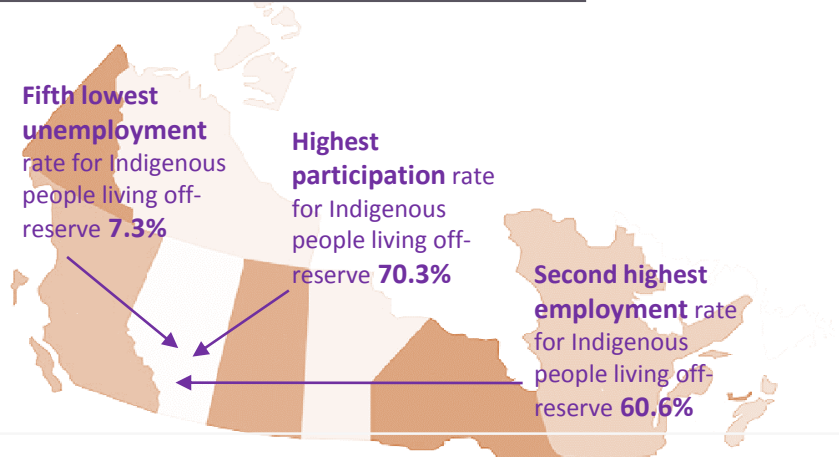 Fifth lowest
unemployment
rate for Indigenous
people living off-
reserve 7.3%
Highest
participation rate
for Indigenous
people living off-
reserve 70.3%
Second highest
employment rate
for Indigenous
people living off-
reserve 60.6%